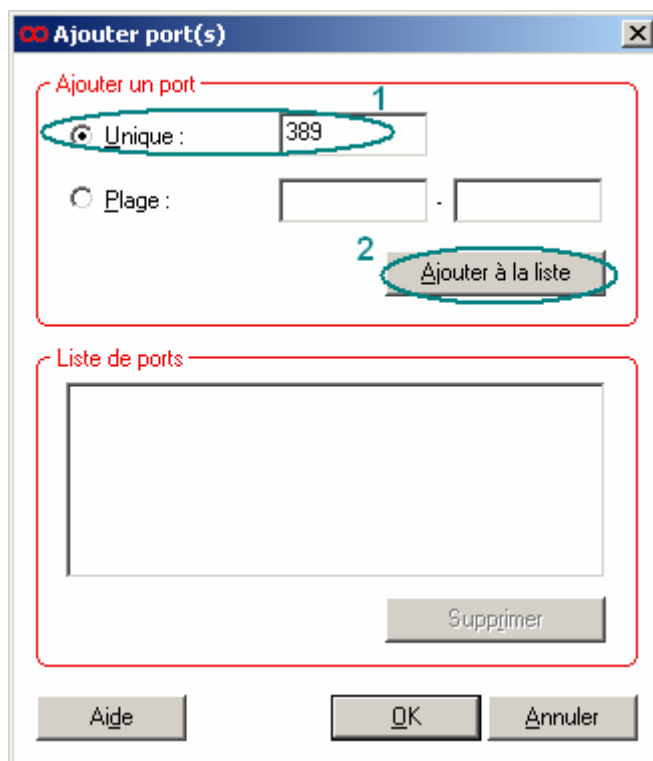 Ajouter port(s)
Ajouter un port
1
Unique : 389
Plage : -
2
Ajouter à la liste
Liste de ports
Supprimer
Aide OK Annuler